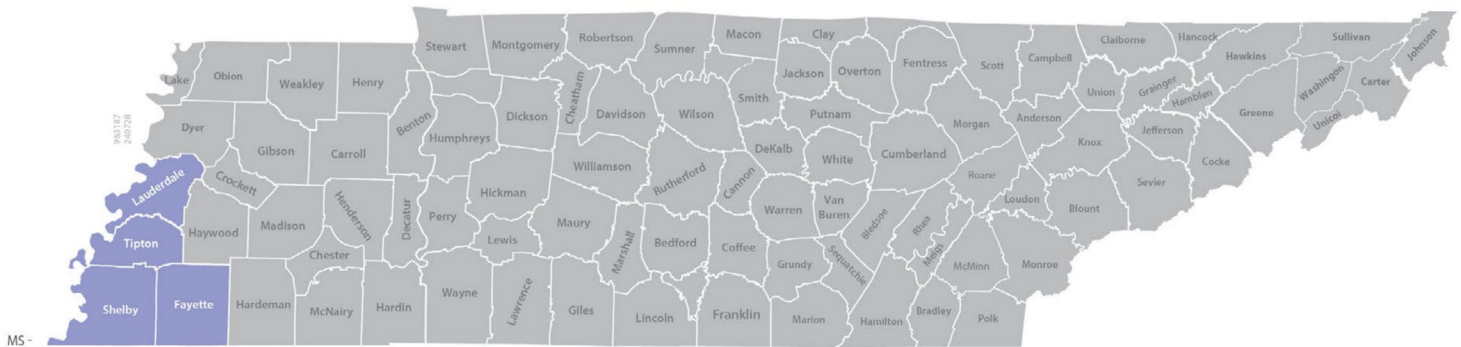 Stewart
Montgomery
Robertson
Sumner
Macon
Clay
Lake
Obion
Weakley
Henry
Cheatham
Jackson
Overton
Fentress
Scott
Campbell
Claiborne
Hancock
Hawkins
Sullivan
Johnson
Washingon
Carter
Unicoi
963187
240728
Dyer
Gibson
Carroll
Benton
Humphreys
Dickson
Davidson
Wilson
Smith
Putnam
Morgan
Anderson
Union
Grainger
Hamblen
Greene
Lauderdale
Crockett
Henderson
Decatur
Perry
Hickman
Williamson
Rutherford
Cannon
DeKalb
White
Cumberland
Roane
Loudon
Knox
Jefferson
Sevier
Cocke
Tipton
Haywood
Madison
Chester
Lewis
Maury
Marshall
Bedford
Coffee
Warren
Van
Buren
Bledsoe
Rhea
Meigs
McMinn
Monroe
Blount
Shelby
Fayette
Hardeman
McNairy
Hardin
Wayne
Lawrence
Giles
Lincoln
Franklin
Grundy
Sequatchie
Marion
Hamilton
Bradley
Polk
MS -